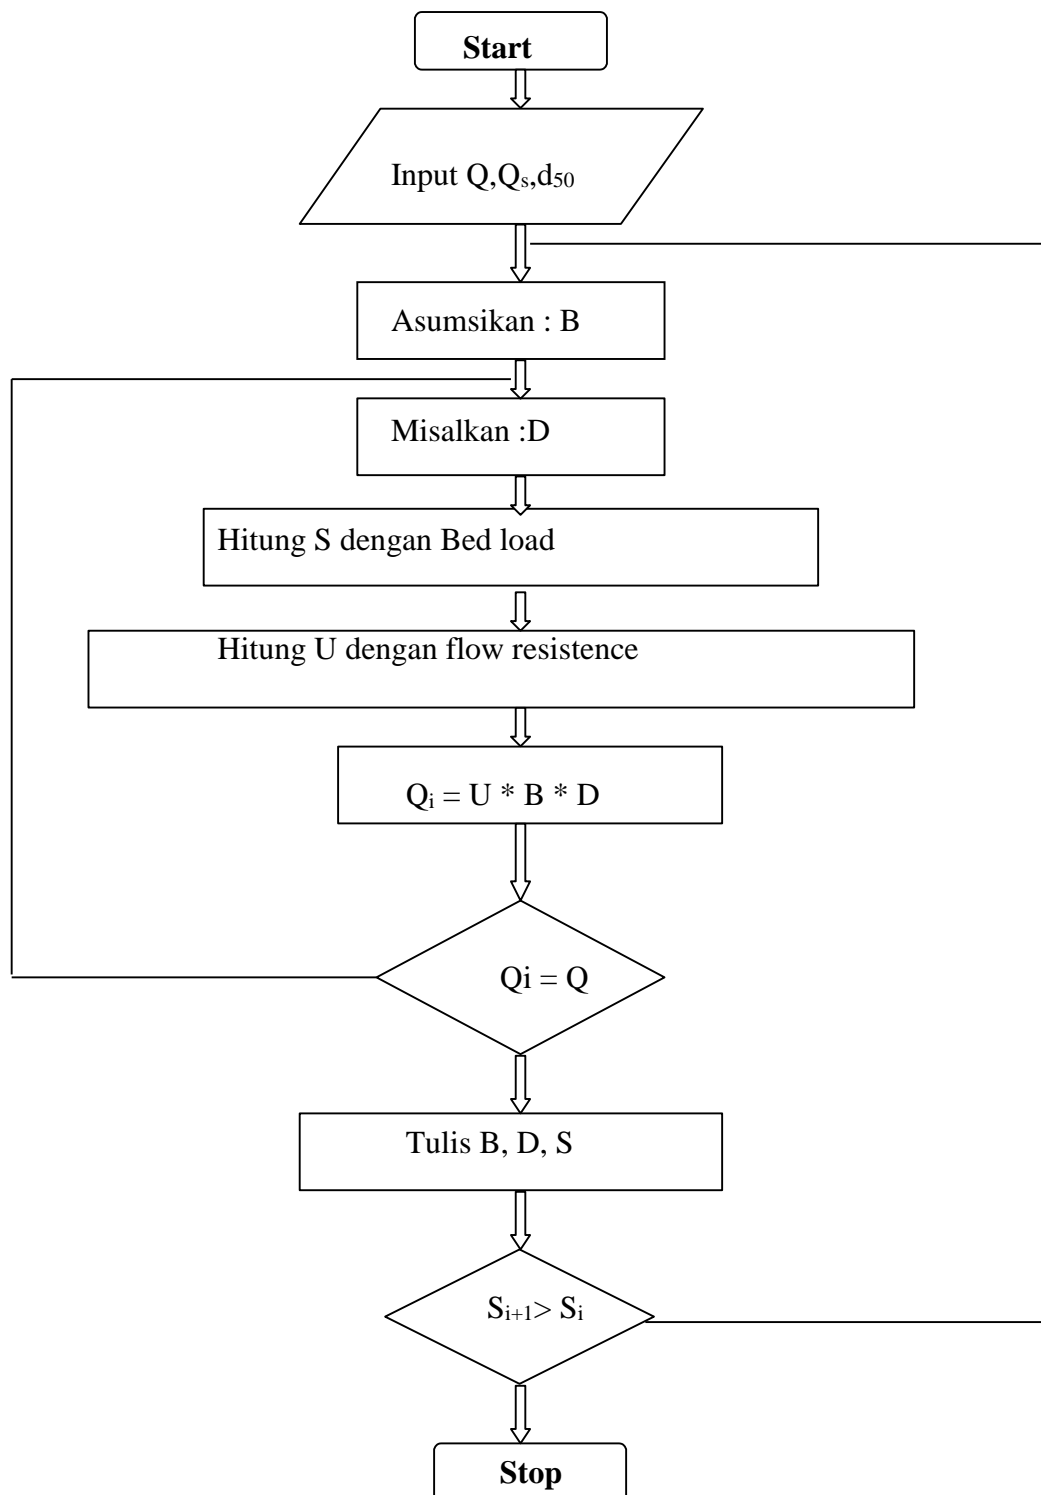 Start
Input Q,Qs,d50
Asumsikan : B
Misalkan :D
Hitung S dengan Bed load
Hitung U dengan flow resistence
Qi = U * B * D
Qi = Q
Tulis B, D, S
Si+1> Si
Stop